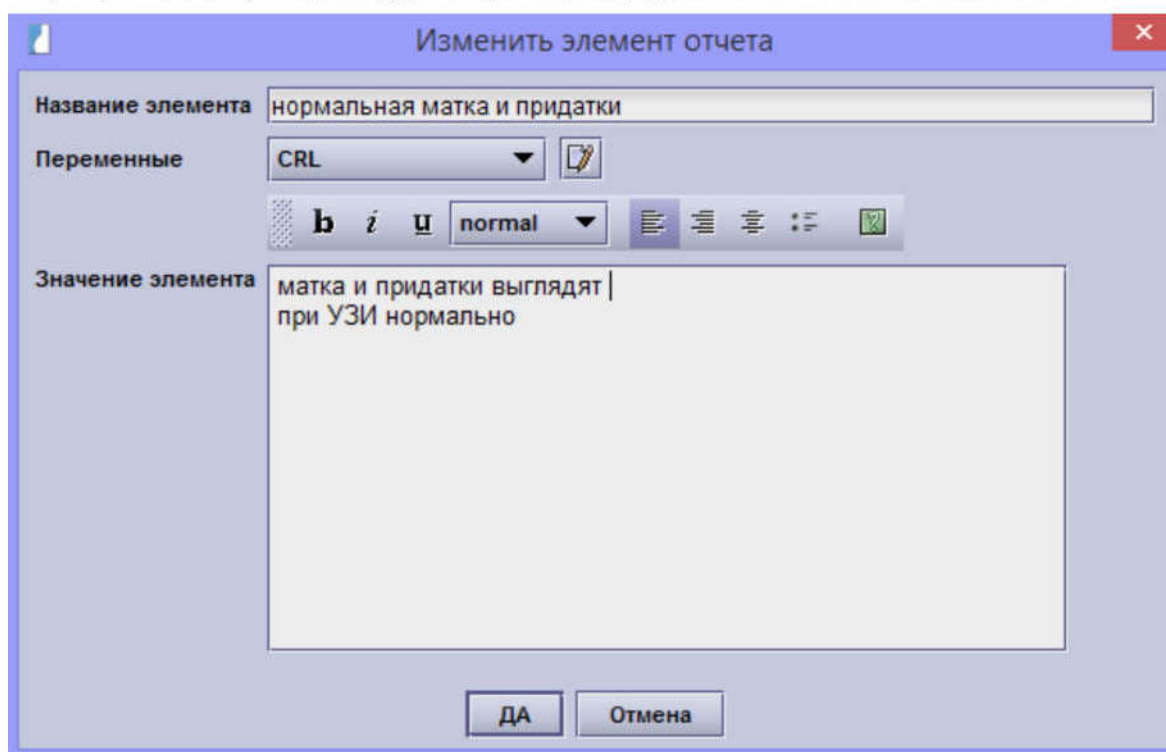 Изменить элемент отчета
Название элемента нормальная матка и придатки
Переменные CRL
b i u normal
Значение элемента матка и придатки выглядят
при УЗИ нормально
ДА Отмена